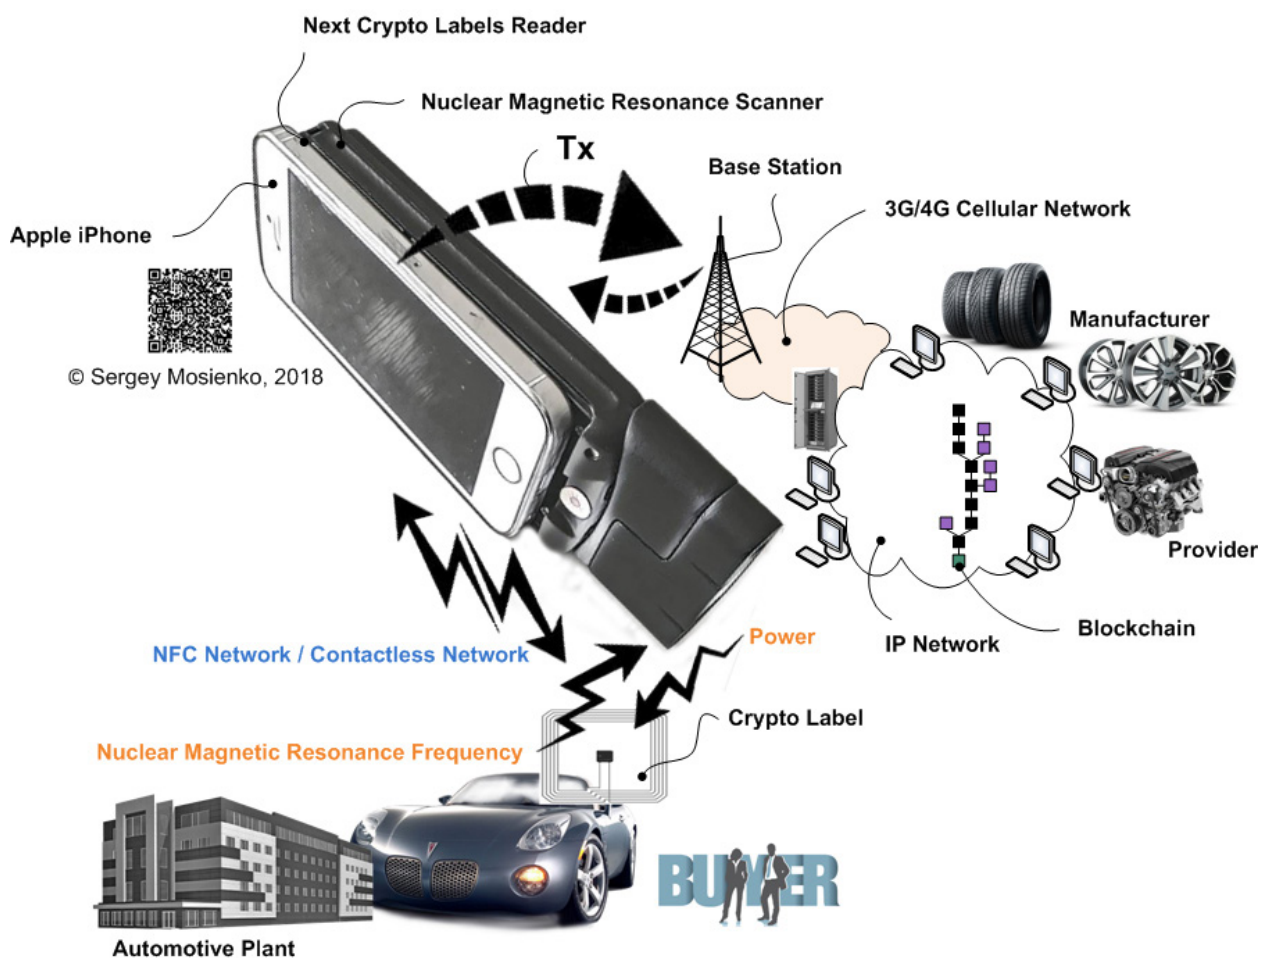 Next Crypto Labels Reader
Nuclear Magnetic Resonance Scanner
Tx
Base Station
3G/4G Cellular Network
Apple iPhone
© Sergey Mosienko, 2018
Manufacturer
Provider
Blockchain
IP Network
Power
NFC Network / Contactless Network
Crypto Label
Nuclear Magnetic Resonance Frequency
BUYER
Automotive Plant